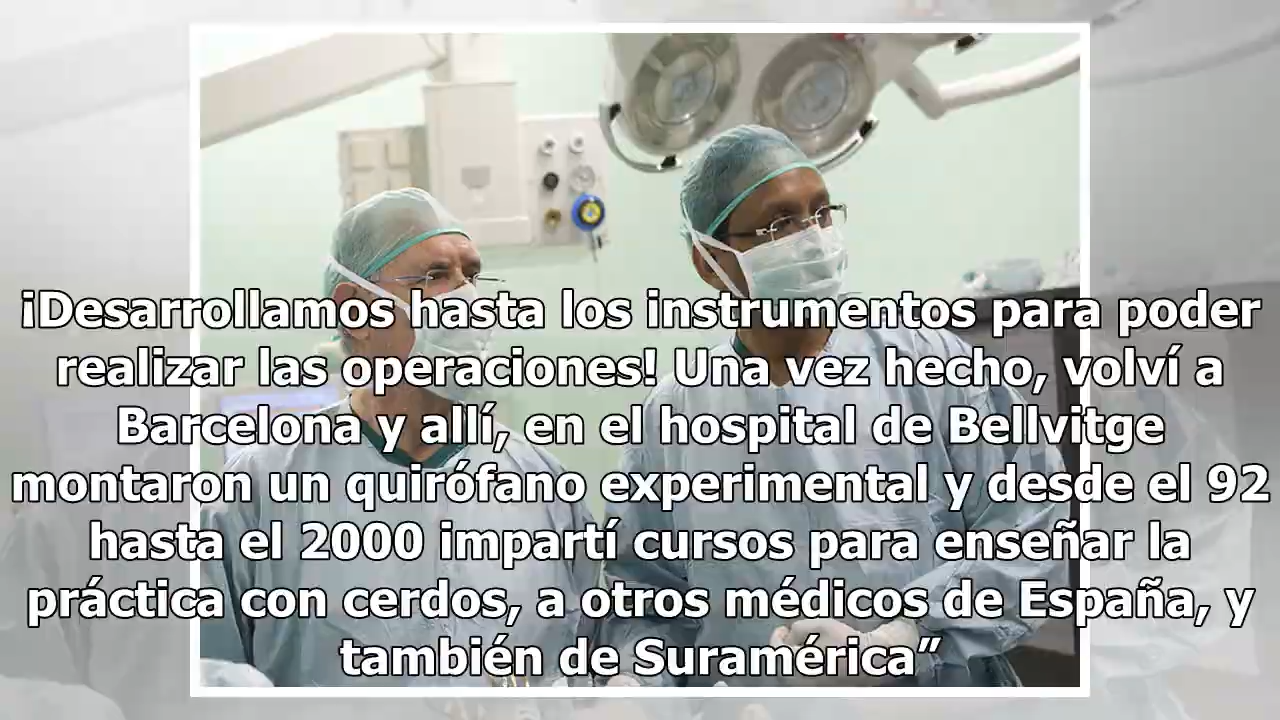 ¡Desarrollamos hasta los instrumentos para poder
realizar las operaciones! Una vez hecho, volví a
Barcelona y allí, en el hospital de Bellvitge
montaron un quirófano experimental y desde el 92
hasta el 2000 impartí cursos para enseñar la
práctica con cerdos, a otros médicos de España, y
también de Suramérica”